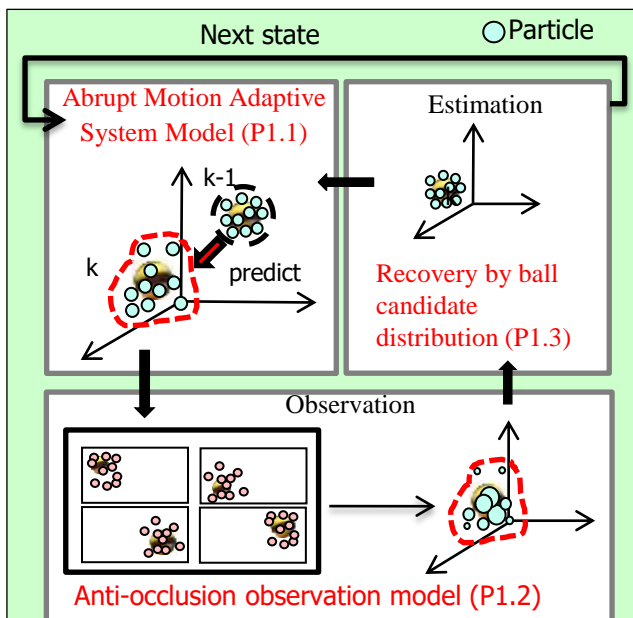 Next state
Particle
Abrupt Motion Adaptive
System Model (P1.1)
k-1
k
predict
Estimation
Recovery by ball
candidate
distribution (P1.3)
Observation
Anti-occlusion observation model (P1.2)